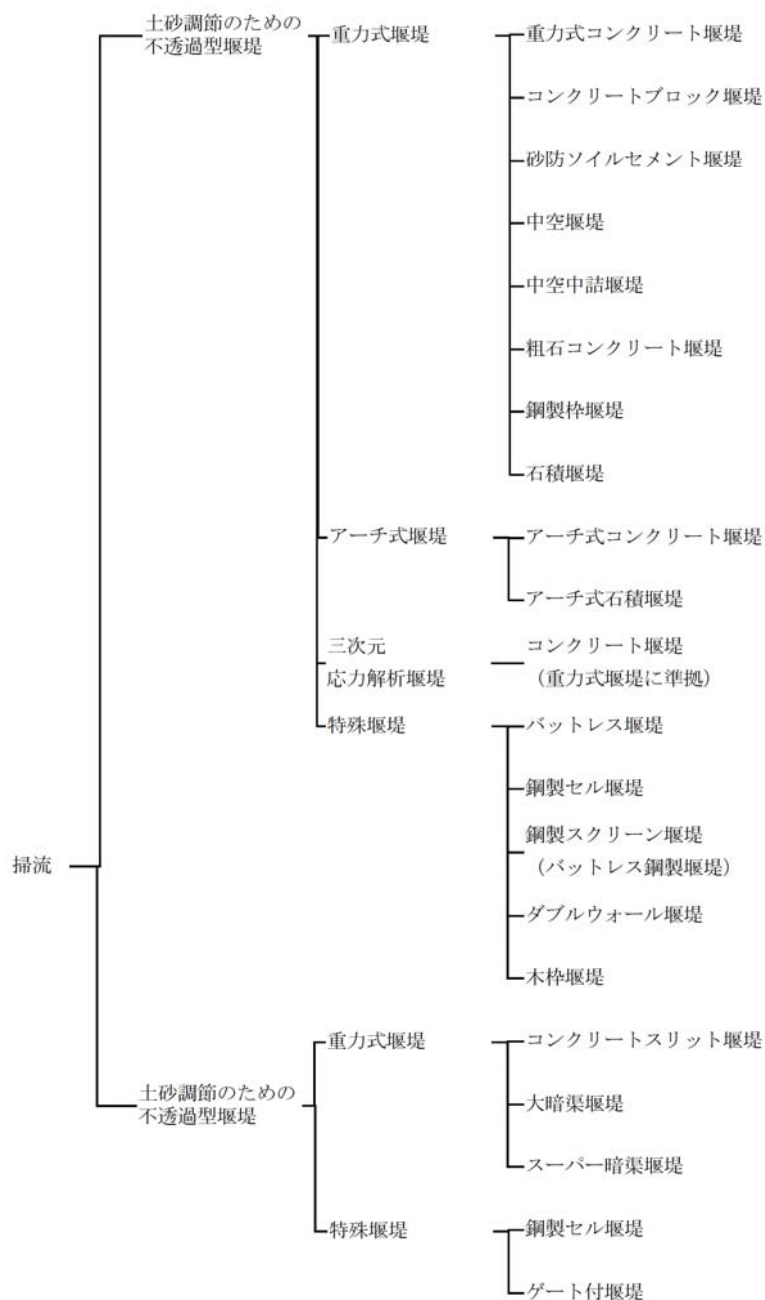 土砂調節のための
不透過型堰堤
重力式堰堤
重力式コンクリート堰堤
コンクリートブロック堰堤
砂防ソイルセメント堰堤
中空堰堤
中空中詰堰堤
粗石コンクリート堰堤
鋼製枠堰堤
石積堰堤
アーチ式堰堤
アーチ式コンクリート堰堤
アーチ式石積堰堤
三次元
応力解析堰堤
コンクリート堰堤
（重力式堰堤に準拠）
特殊堰堤
バットレス堰堤
鋼製セル堰堤
鋼製スクリーン堰堤
（バットレス鋼製堰堤）
ダブルウォール堰堤
木枠堰堤
掃流
土砂調節のための
不透過型堰堤
重力式堰堤
コンクリートスリット堰堤
大暗渠堰堤
スーパー暗渠堰堤
特殊堰堤
鋼製セル堰堤
ゲート付堰堤